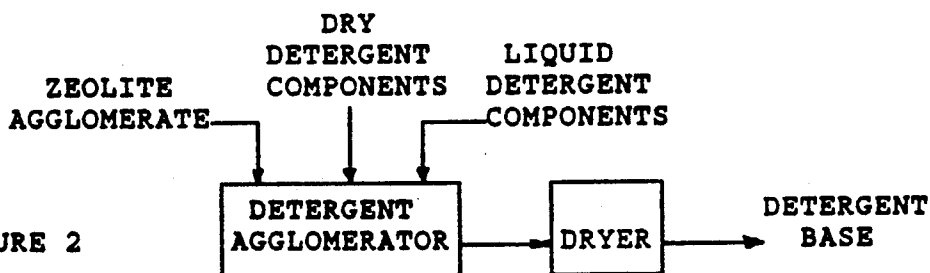 DRY
DETERGENT
COMPONENTS
LIQUID
DETERGENT
COMPONENTS
ZEOLITE
AGGLOMERATE
DETERGENT
AGGLOMERATOR
DRYER
DETERGENT
BASE
URE 2